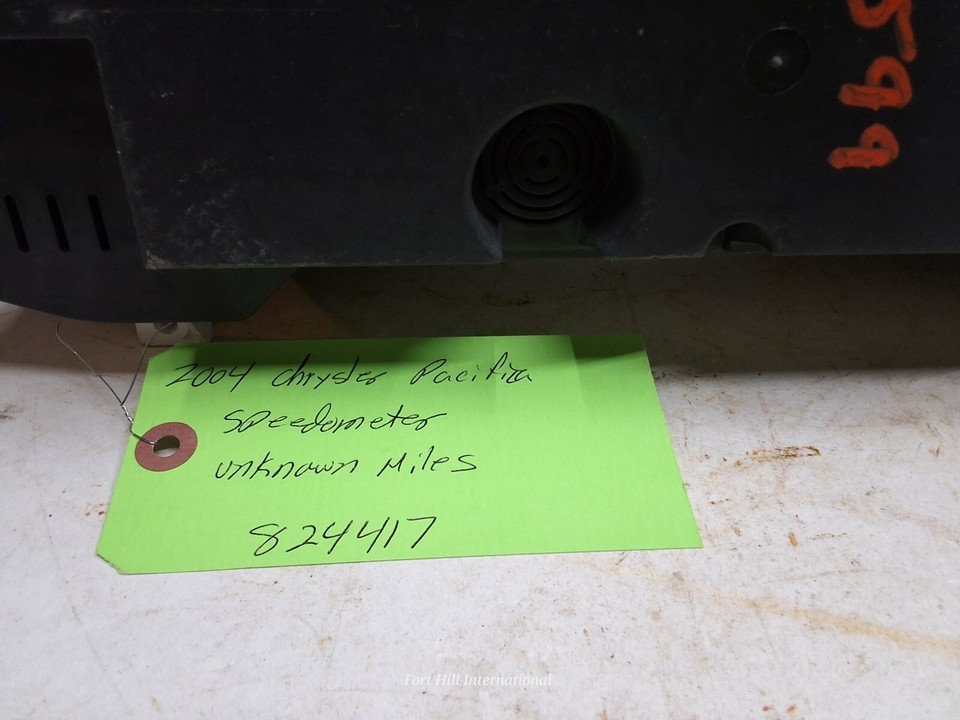 2004 Chrysler Pacifica
Speedometer
Unknown Miles
824417
Fort Hill International